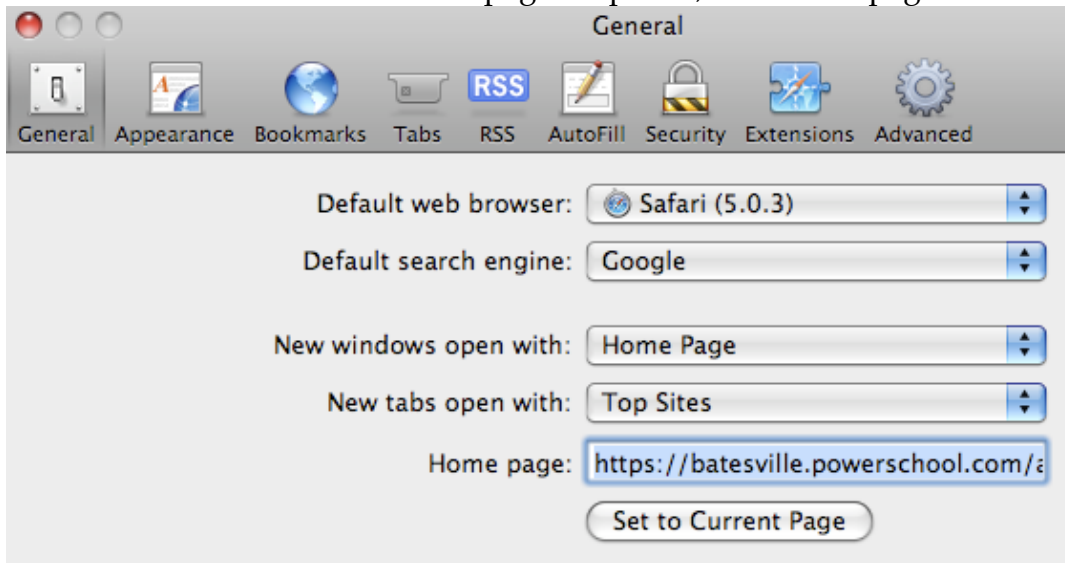 General
RSS
General Appearance Bookmarks Tabs RSS AutoFill Security Extensions Advanced
Default web browser: Safari (5.0.3)
Default search engine: Google
New windows open with: Home Page
New tabs open with: Top Sites
Home page: https://batesville.powerschool.com/a
Set to Current Page